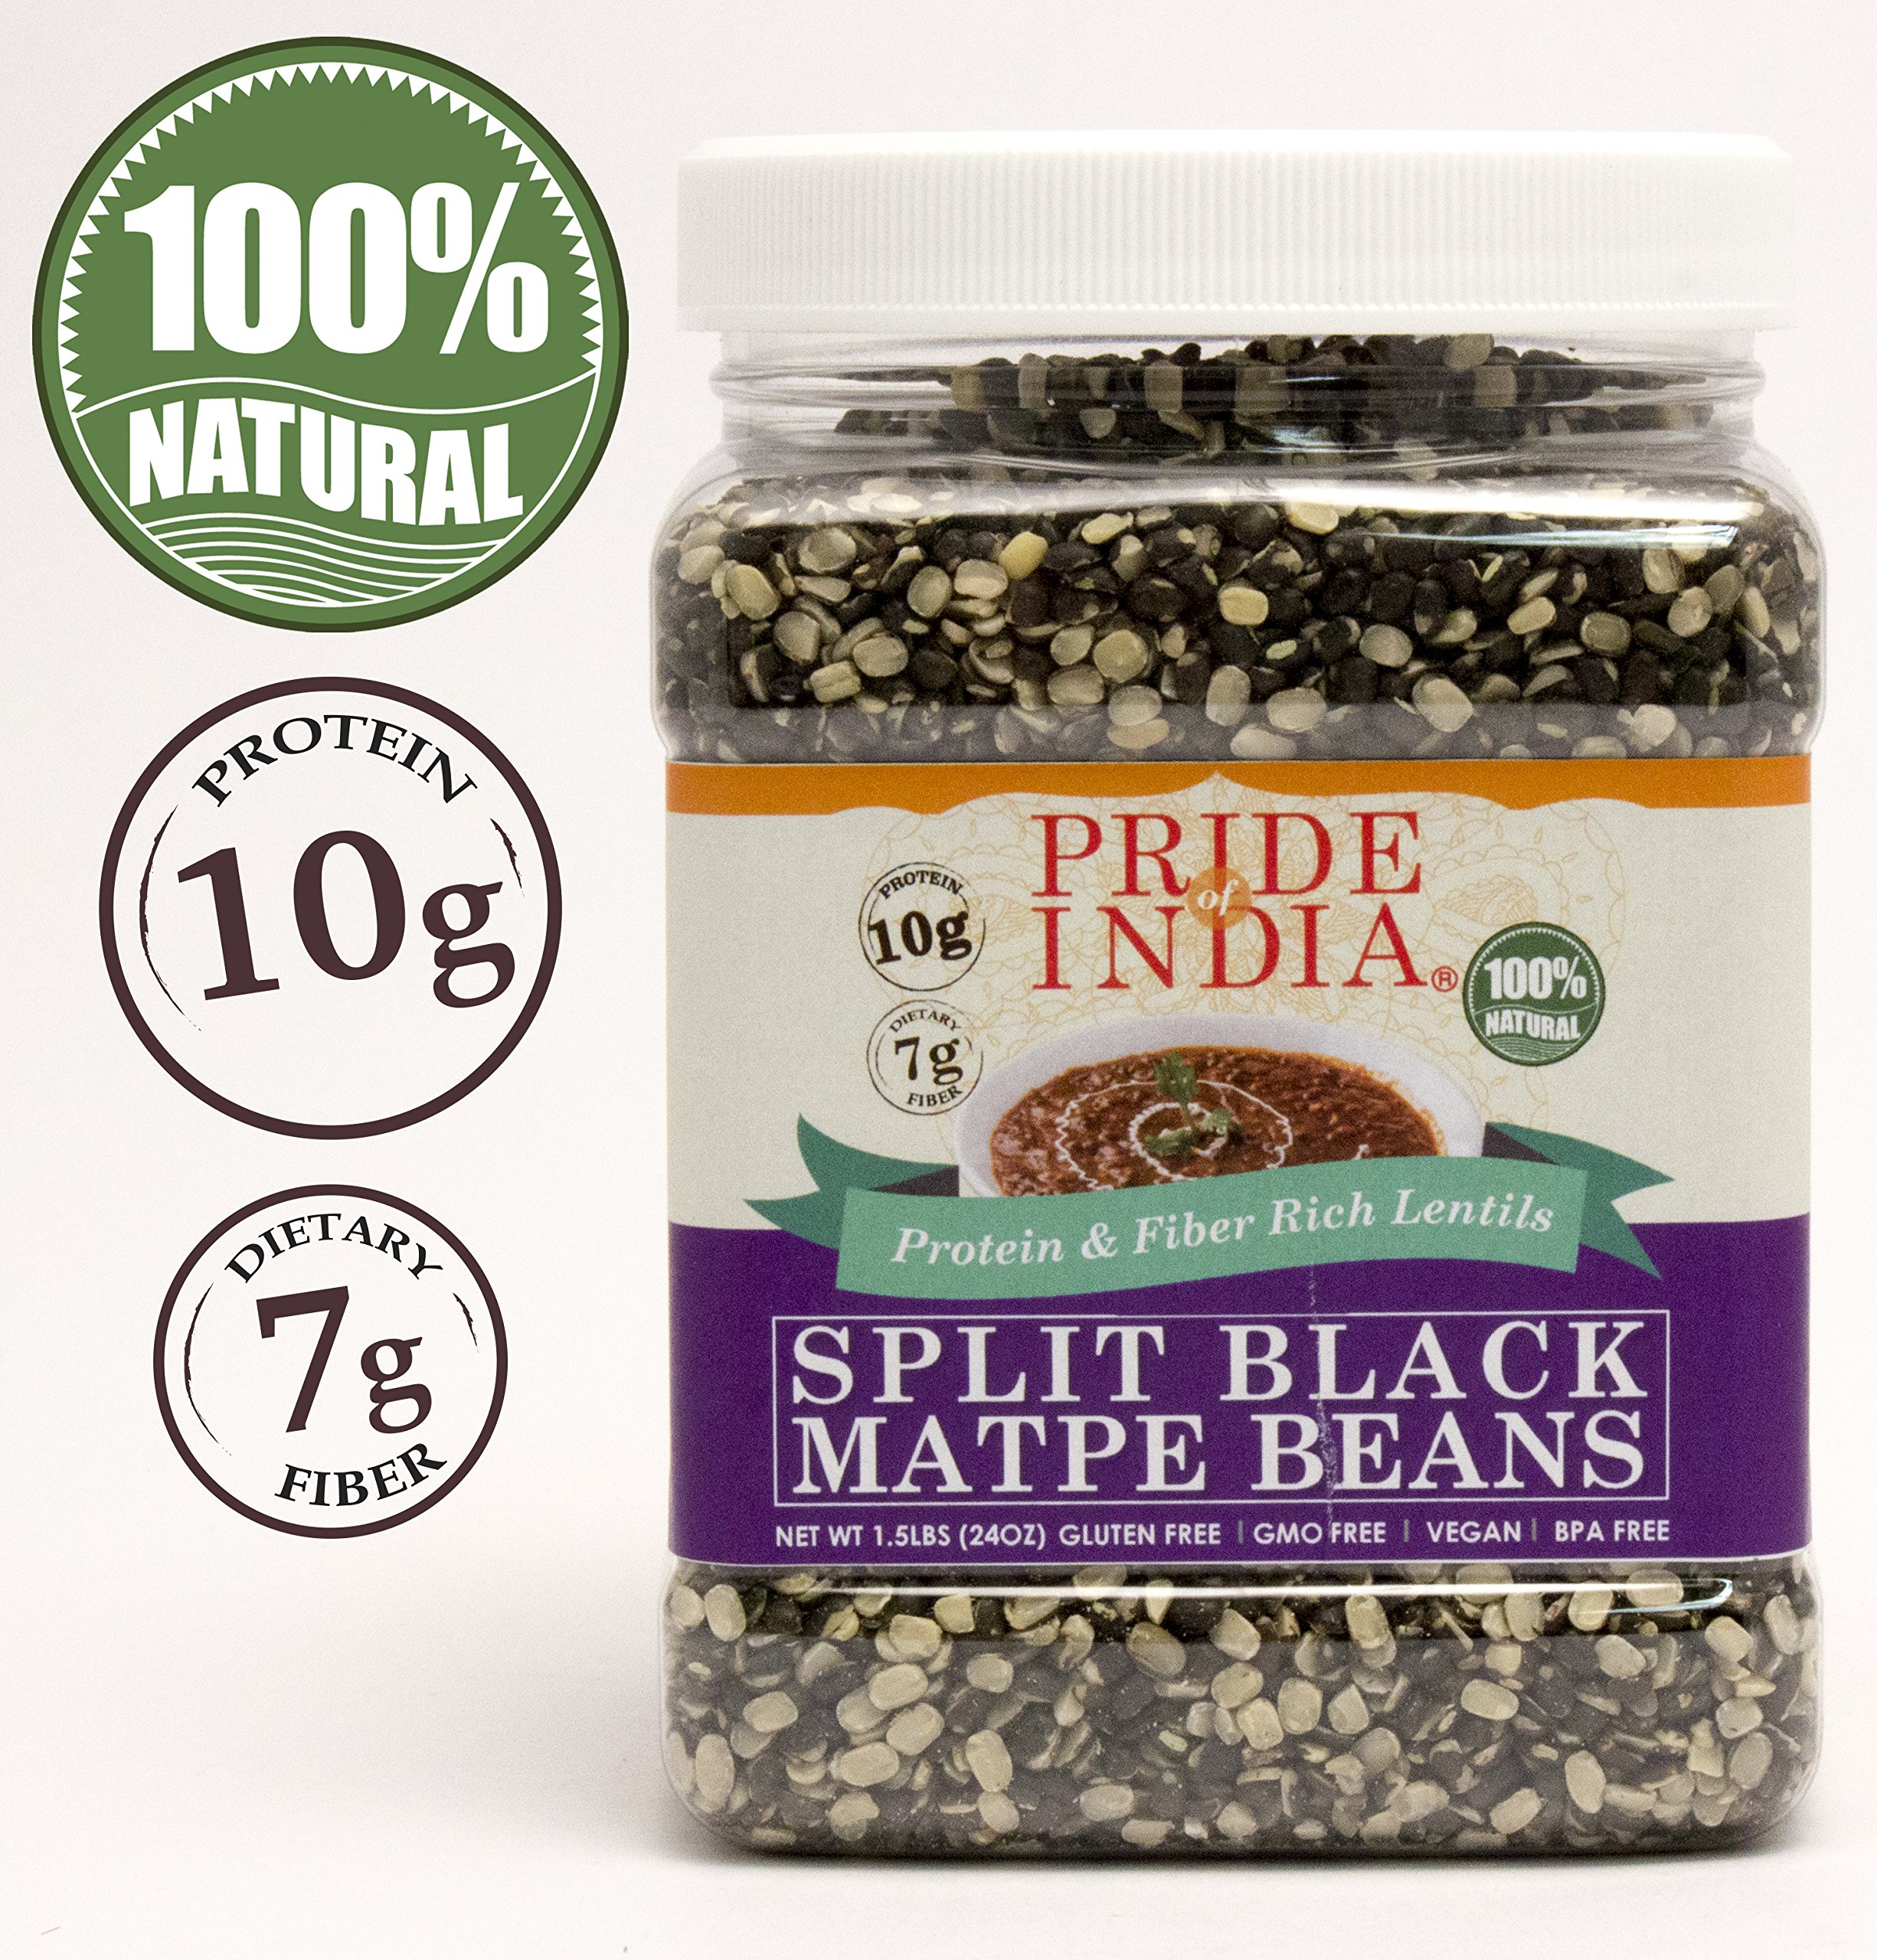 100%
NATURAL
PROTEIN
10g
DIETARY
7g
FIBER
PRIDE
of
INDIA®
PROTEIN
10g
DIETARY
7g
FIBER
100%
NATURAL
Protein & Fiber Rich Lentils
SPLIT BLACK
MATPE BEANS
NET WT 1.5LBS (24OZ) GLUTEN FREE | GMO FREE | VEGAN | BPA FREE